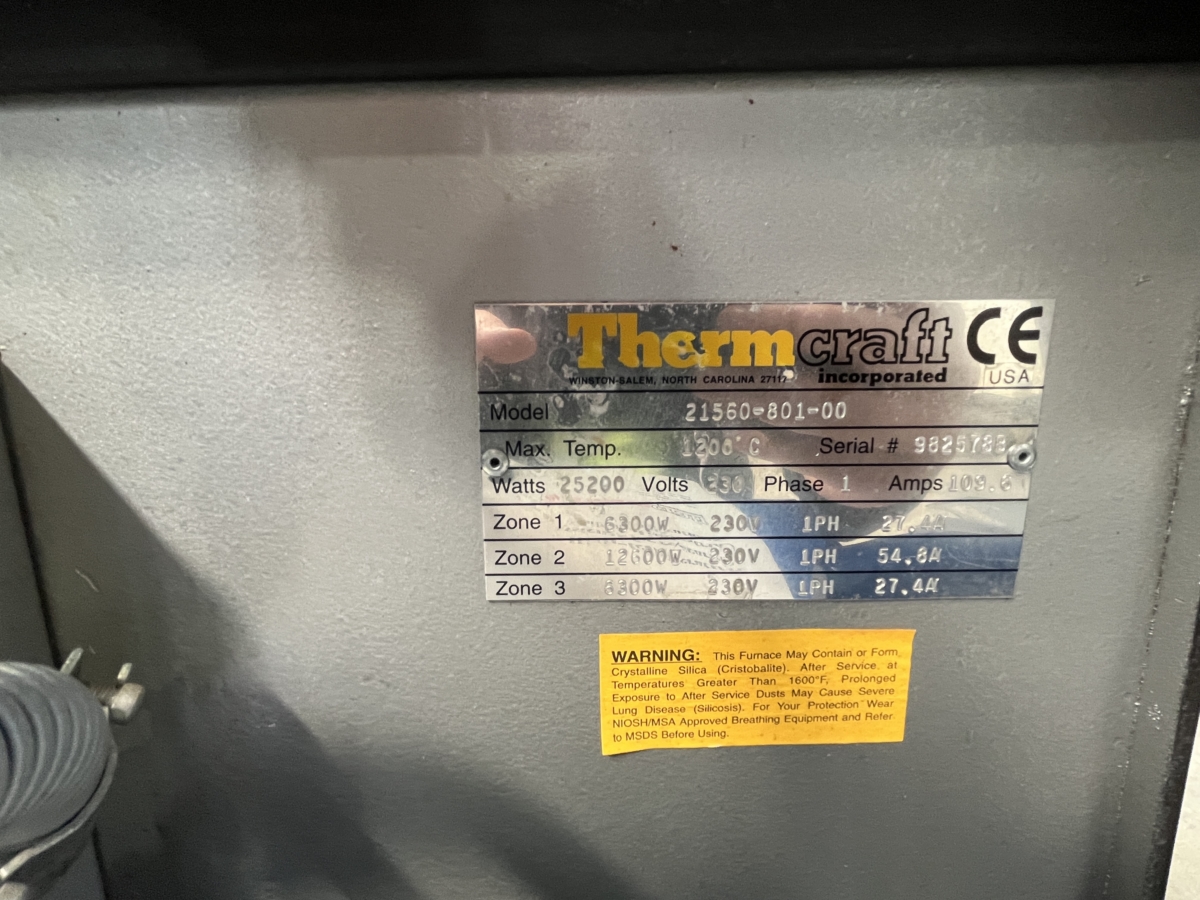 Thermcraft CE
WINSTON-SALEM, NORTH CAROLINA 27117 incorporated USA
Model 21560-801-00
Max. Temp. 1200°C Serial # 9825783
Watts 25200 Volts 230 Phase 1 Amps 109.6
Zone 1 6300W 230V 1PH 27.4A
Zone 2 12600W 230V 1PH 54.8A
Zone 3 6300W 230V 1PH 27.4A
WARNING: This Furnace May Contain or Form
Crystalline Silica (Cristobalite). After Service, at
Temperatures Greater Than 1600°F, Prolonged
Exposure to After Service Dusts May Cause Severe
Lung Disease (Silicosis). For Your Protection Wear
NIOSH/MSA Approved Breathing Equipment and Refer
to MSDS Before Using.